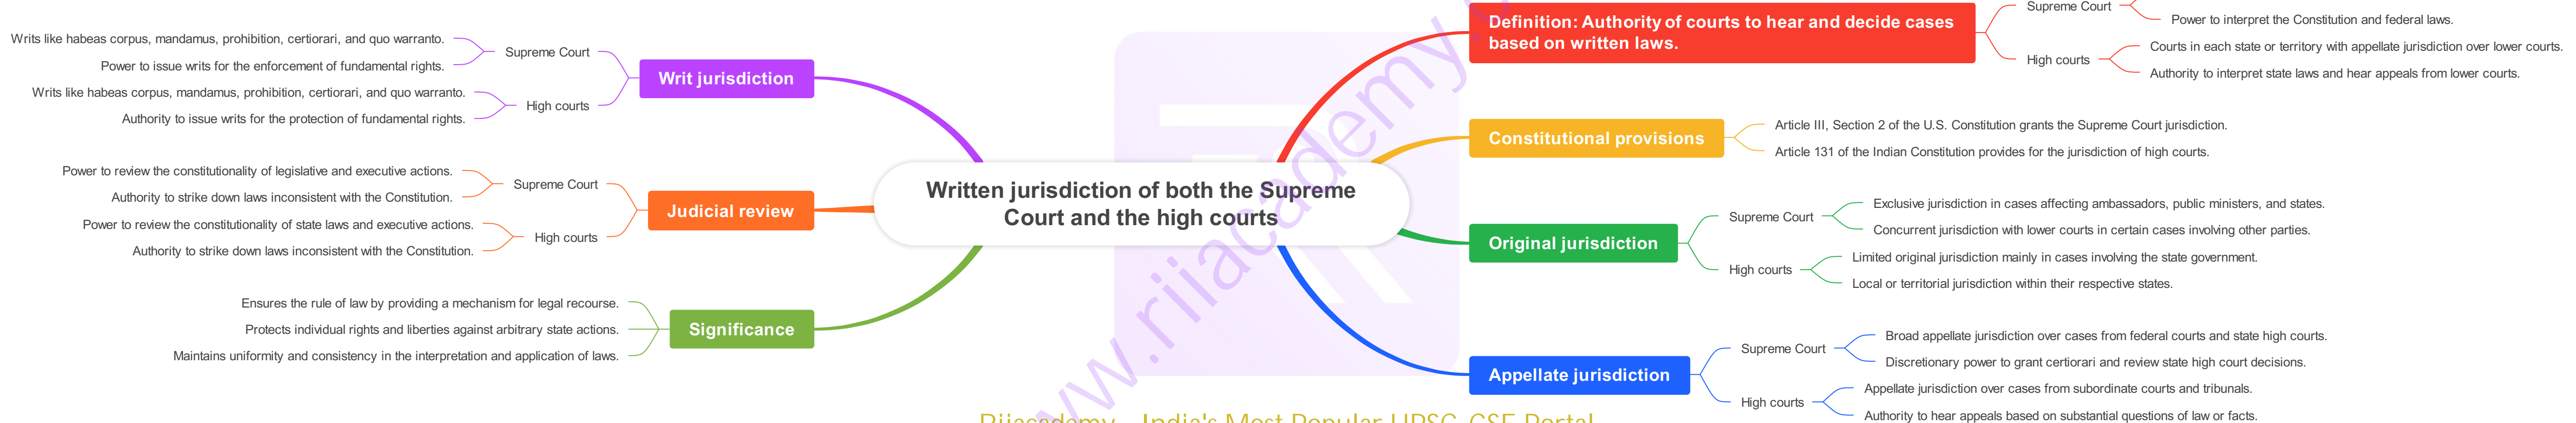 Written jurisdiction of both the Supreme
Court and the high courts
Definition: Authority of courts to hear and decide cases
based on written laws.
Supreme Court
Power to interpret the Constitution and federal laws.
High courts
Courts in each state or territory with appellate jurisdiction over lower courts.
Authority to interpret state laws and hear appeals from lower courts.
Constitutional provisions
Article III, Section 2 of the U.S. Constitution grants the Supreme Court jurisdiction.
Article 131 of the Indian Constitution provides for the jurisdiction of high courts.
Original jurisdiction
Supreme Court
Exclusive jurisdiction in cases affecting ambassadors, public ministers, and states.
Concurrent jurisdiction with lower courts in certain cases involving other parties.
High courts
Limited original jurisdiction mainly in cases involving the state government.
Local or territorial jurisdiction within their respective states.
Appellate jurisdiction
Supreme Court
Broad appellate jurisdiction over cases from federal courts and state high courts.
Discretionary power to grant certiorari and review state high court decisions.
High courts
Appellate jurisdiction over cases from subordinate courts and tribunals.
Authority to hear appeals based on substantial questions of law or facts.
Writ jurisdiction
Supreme Court
Writs like habeas corpus, mandamus, prohibition, certiorari, and quo warranto.
Power to issue writs for the enforcement of fundamental rights.
High courts
Writs like habeas corpus, mandamus, prohibition, certiorari, and quo warranto.
Authority to issue writs for the protection of fundamental rights.
Judicial review
Supreme Court
Power to review the constitutionality of legislative and executive actions.
Authority to strike down laws inconsistent with the Constitution.
High courts
Power to review the constitutionality of state laws and executive actions.
Authority to strike down laws inconsistent with the Constitution.
Significance
Ensures the rule of law by providing a mechanism for legal recourse.
Protects individual rights and liberties against arbitrary state actions.
Maintains uniformity and consistency in the interpretation and application of laws.
www.rijiacademy.
India's Most Popular UPSC-CSE Portal